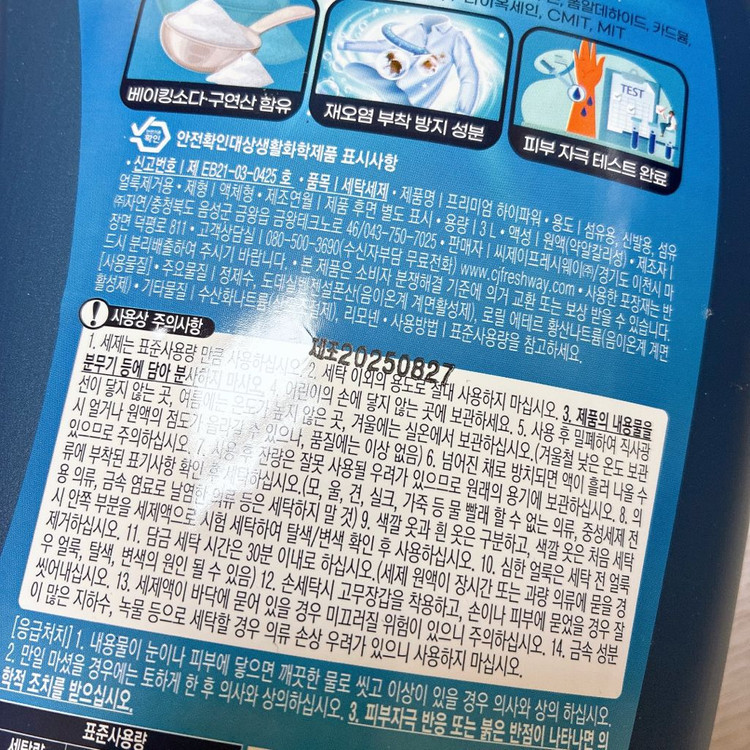 폼알데하이드, 카드뮴,
CMIT, MIT
TEST
베이킹소다·구연산 함유
재오염 부착 방지 성분
피부 자극 테스트 완료
안전확인대상생활화학제품 표시사항
• 신고번호 | 제 EB21-03-0425 호 • 품목 | 세탁세제 • 제품명 | 프리미엄 하이파워 • 용도 | 섬유용, 신발용, 섬유
얼룩제거용 • 제형 | 액체형 • 제조연월 | 제품 후면 별도 표시 • 용량 | 3 L • 액성 | 원액(약알칼리성) • 제조자 |
㈜자연/충청북도 음성군 금왕읍 금왕테크노로 46/043-750-7025 • 판매자 | 씨제이프레시웨이㈜/경기도 이천시 마
장면 덕평로 811 • 고객상담실 | 080-500-3690(수신자부담 무료전화) www.cjfreshway.com • 사용한 포장재는 반
드시 분리배출하여 주시기 바랍니다. • 본 제품은 소비자 분쟁해결 기준에 의거 교환 또는 보상 받을 수 있습니다.
[사용물질] • 주요물질 | 정제수, 도데실벤젠설폰산(음이온계 계면활성제), 로릴 에테르 황산나트륨(음이온계 계면
활성제) • 기타물질 | 수산화나트륨 리모넨 • 사용방법 | 표준사용량을 참고하세요.
사용상 주의사항
제조20250827
1. 세제는 표준사용량 만큼 사용하십시오. 2. 세탁 이외의 용도로 절대 사용하지 마십시오. 3. 제품의 내용물을
분무기 등에 담아 분사하지 마시오. 4. 어린이의 손에 닿지 않는 곳에 보관하세요. 5. 사용 후 밀폐하여 직사광
선이 닿지 않는 곳, 여름에는 온도가 높지 않은 곳, 겨울에는 실온에서 보관하십시오.(겨울철 낮은 온도 보관
시 얼거나 원액의 점도가 올라갈 수 있으나, 품질에는 이상 없음) 6. 넘어진 채로 방치되면 액이 흘러 나올 수
있으므로 주의하십시오. 7. 사용 후 잔량은 잘못 사용될 우려가 있으므로 원래의 용기에 보관하십시오. 8. 의
류에 부착된 표기사항 확인 후 세탁하십시오.(모, 울, 견, 실크, 가죽 등 물 빨래 할 수 없는 의류, 중성세제 전
용 의류, 금속 염료로 날염한 의류 등은 세탁하지 말 것) 9. 색깔 옷과 흰 옷은 구분하고, 색깔 옷은 처음 세탁
시 안쪽 부분을 세제액으로 시험 세탁하여 탈색/변색 확인 후 사용하십시오. 10. 심한 얼룩은 세탁 전 얼룩
제거하십시오. 11. 담금 세탁 시간은 30분 이내로 하십시오.(세제 원액이 장시간 또는 과량 의류에 묻을 경
우 얼룩, 탈색, 변색의 원인 될 수 있음) 12. 손세탁시 고무장갑을 착용하고, 손이나 피부에 묻었을 경우 잘
씻어내십시오. 13. 세제액이 바닥에 묻어 있을 경우 미끄러질 위험이 있으니 주의하십시오. 14. 금속 성분
이 많은 지하수, 녹물 등으로 세탁할 경우 의류 손상 우려가 있으니 사용하지 마십시오.
[응급처치] 1. 내용물이 눈이나 피부에 닿으면 깨끗한 물로 씻고 이상이 있을 경우 의사와 상의 하십시오.
2. 만일 마셨을 경우에는 토하게 한 후 의사와 상의하십시오. 3. 피부자극 반응 또는 붉은 반점이 나타나면 의
학적 조치를 받으십시오.
표준사용량
세탁량